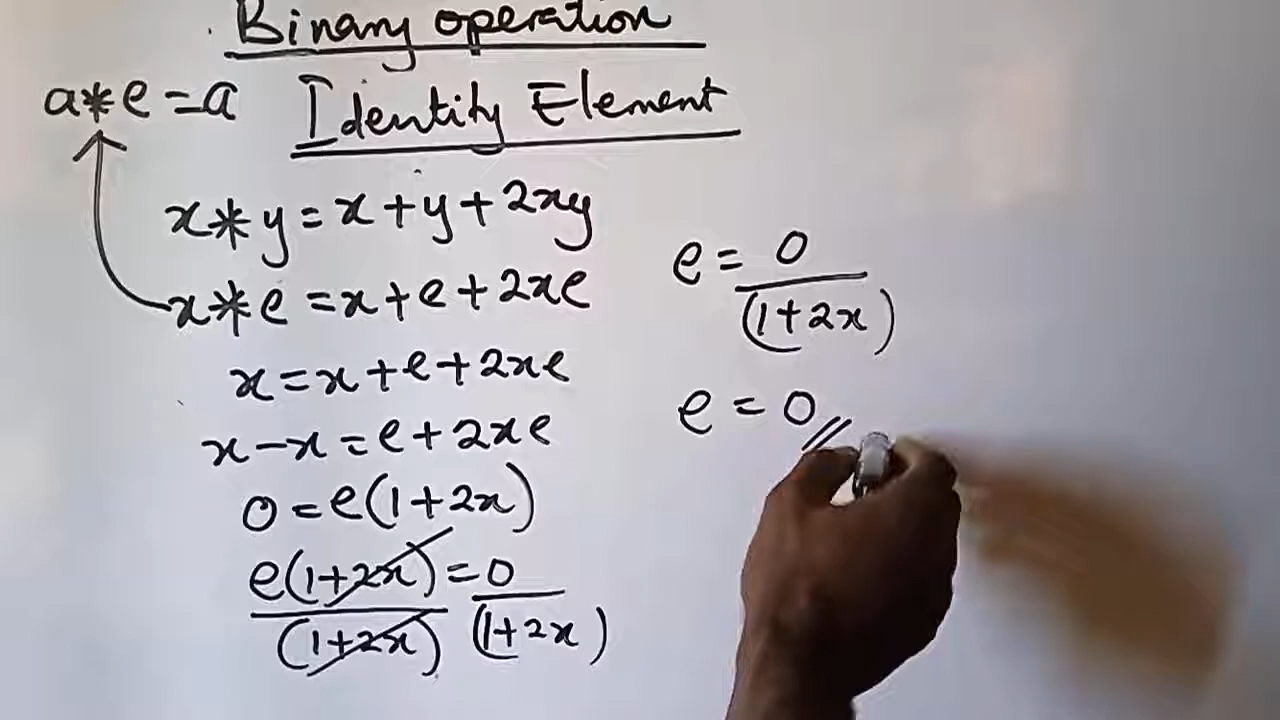 Binary operation
a*e=a Identity Element
x*y=x+y+2xy
x*e=x+e+2xe
x=x+e+2xe
x-x=e+2xe
0=e(1+2x)
e(1+2x)=0
(1+2x) (1+2x)
e=0
(1+2x)
e=0